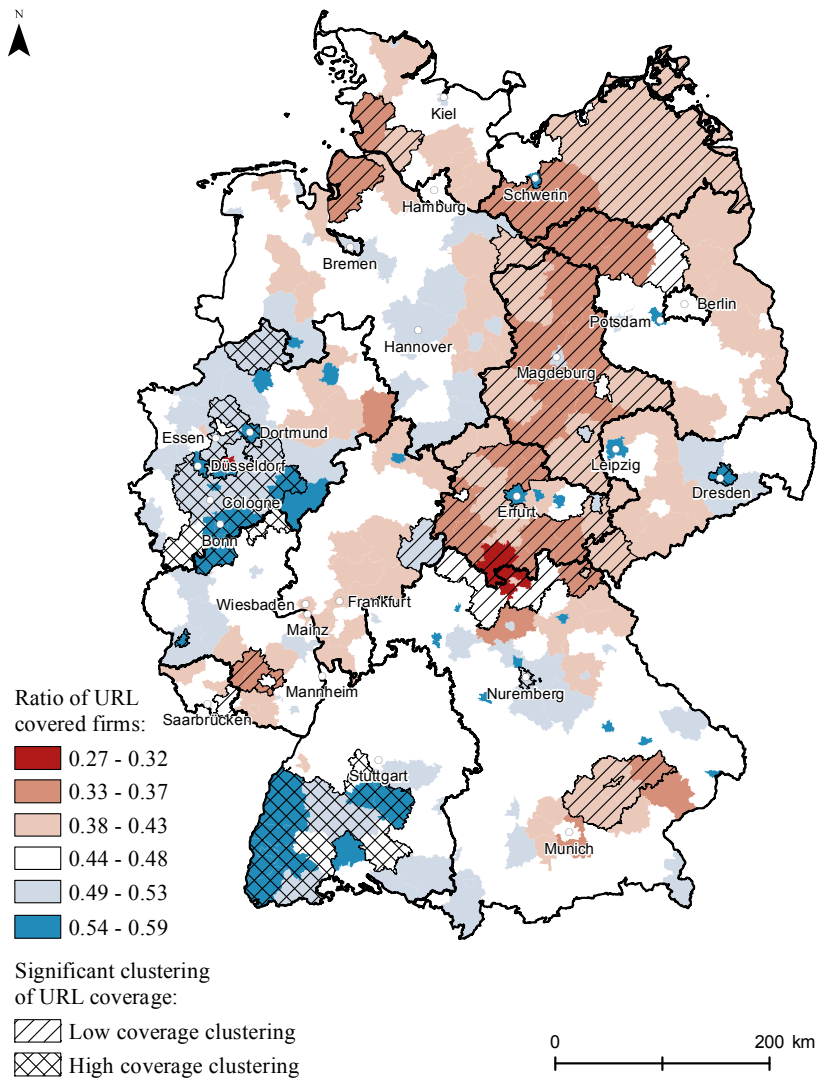 N
Kiel
Schwerin
Hamburg
Bremen
Berlin
Potsdam
Hannover
Magdeburg
Essen
Dortmund
Düsseldorf
Leipzig
Cologne
Dresden
Erfurt
Bonn
Wiesbaden
Frankfurt
Mainz
Mannheim
Nuremberg
Saarbrücken
Stuttgart
Munich
Ratio of URL
covered firms:
0.27 - 0.32
0.33 - 0.37
0.38 - 0.43
0.44 - 0.48
0.49 - 0.53
0.54 - 0.59
Significant clustering
of URL coverage:
Low coverage clustering
High coverage clustering
0 200 km